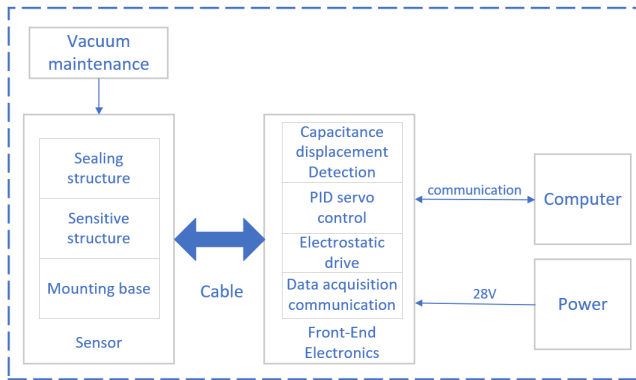 Vacuum
maintenance
Sealing
structure
Sensitive
structure
Mounting base
Sensor
Cable
Capacitance
displacement
Detection
PID servo
control
Electrostatic
drive
Data acquisition
communication
Front-End
Electronics
communication
Computer
28V
Power